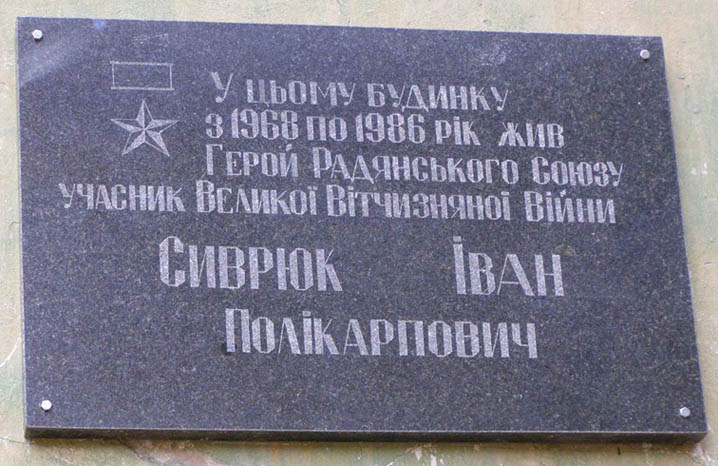 У цьому будинку
з 1968 по 1986 рік жив
Герой Радянського Союзу
учасник Великої Вітчизняної Війни
Сиврюк Іван
Полікарпович